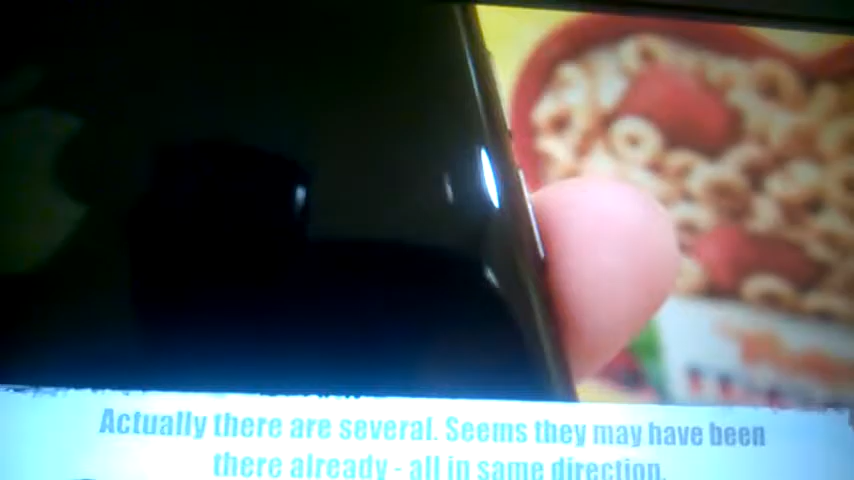 Actually there are several. Seems they may have been
there already - all in same direction.